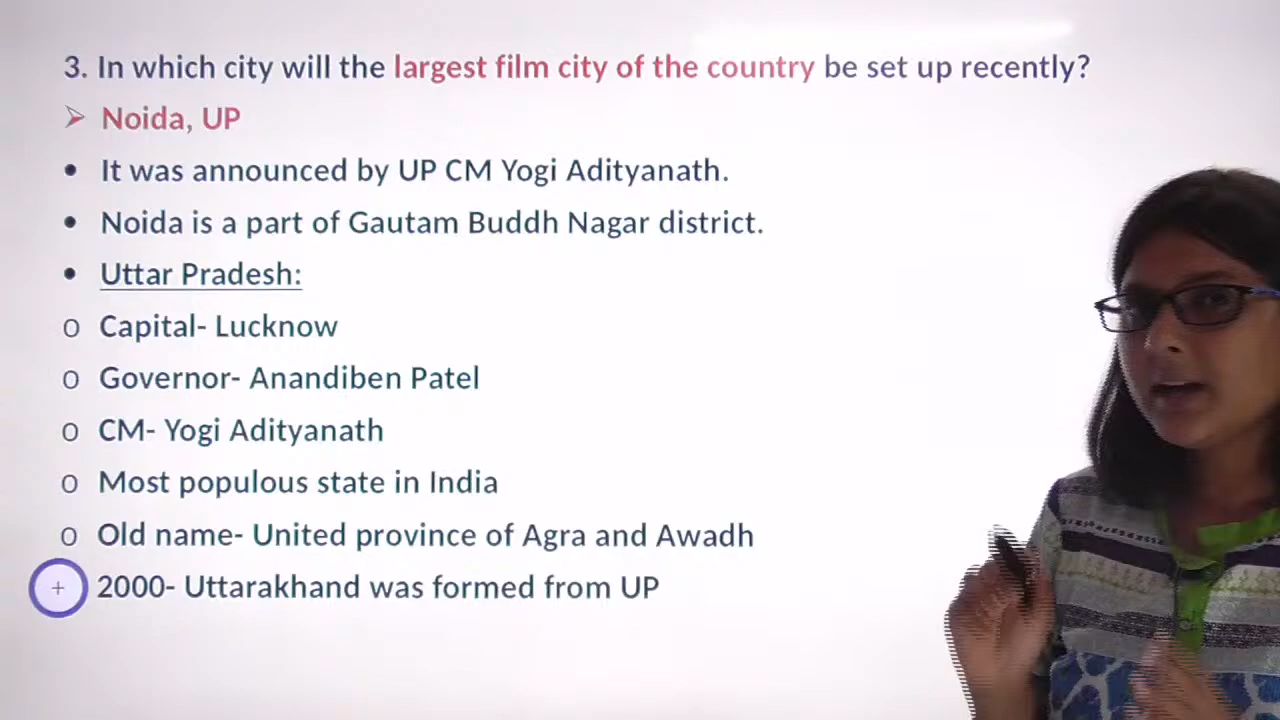 3. In which city will the largest film city of the country be set up recently?
➢ Noida, UP
• It was announced by UP CM Yogi Adityanath.
• Noida is a part of Gautam Buddh Nagar district.
• Uttar Pradesh:
o Capital- Lucknow
o Governor- Anandiben Patel
o CM- Yogi Adityanath
o Most populous state in India
o Old name- United province of Agra and Awadh
+ 2000- Uttarakhand was formed from UP